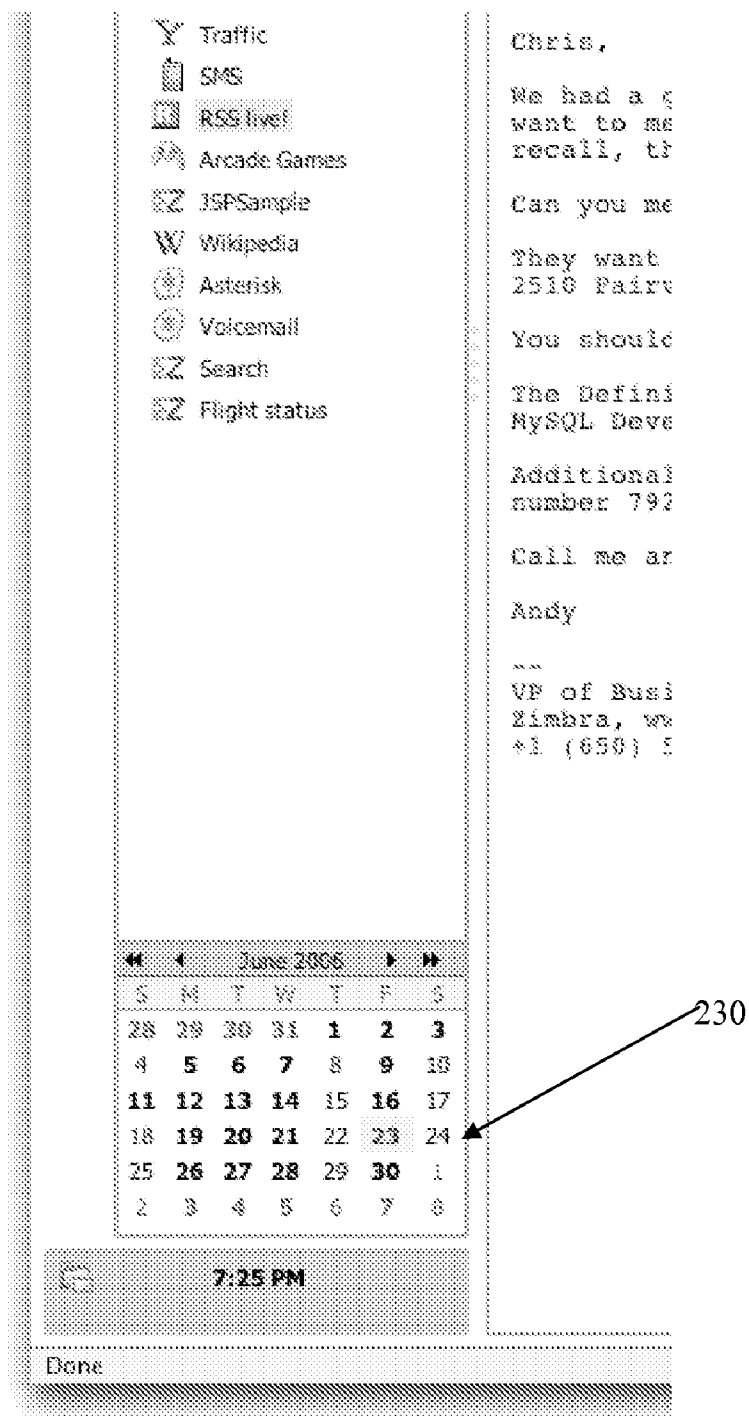 Traffic
SMS
RSS live!
Arcade Games
JSPSample
Wikipedia
Asterisk
Voicemail
Search
Flight status
June 2006
S M T W T F S
28 29 30 31 1 2 3
4 5 6 7 8 9 10
11 12 13 14 15 16 17
18 19 20 21 22 23 24
25 26 27 28 29 30 1
2 3 4 5 6 7 8
7:25 PM
Done
Chris,
We had a
want to me
recall, th
Can you me
They want
2510 Fairv
You should
The Defini
MySQL Deve
Additional
number 792
Call me an
Andy
--
VP of Busi
Zimbra, ww
+1 (650) 5
230